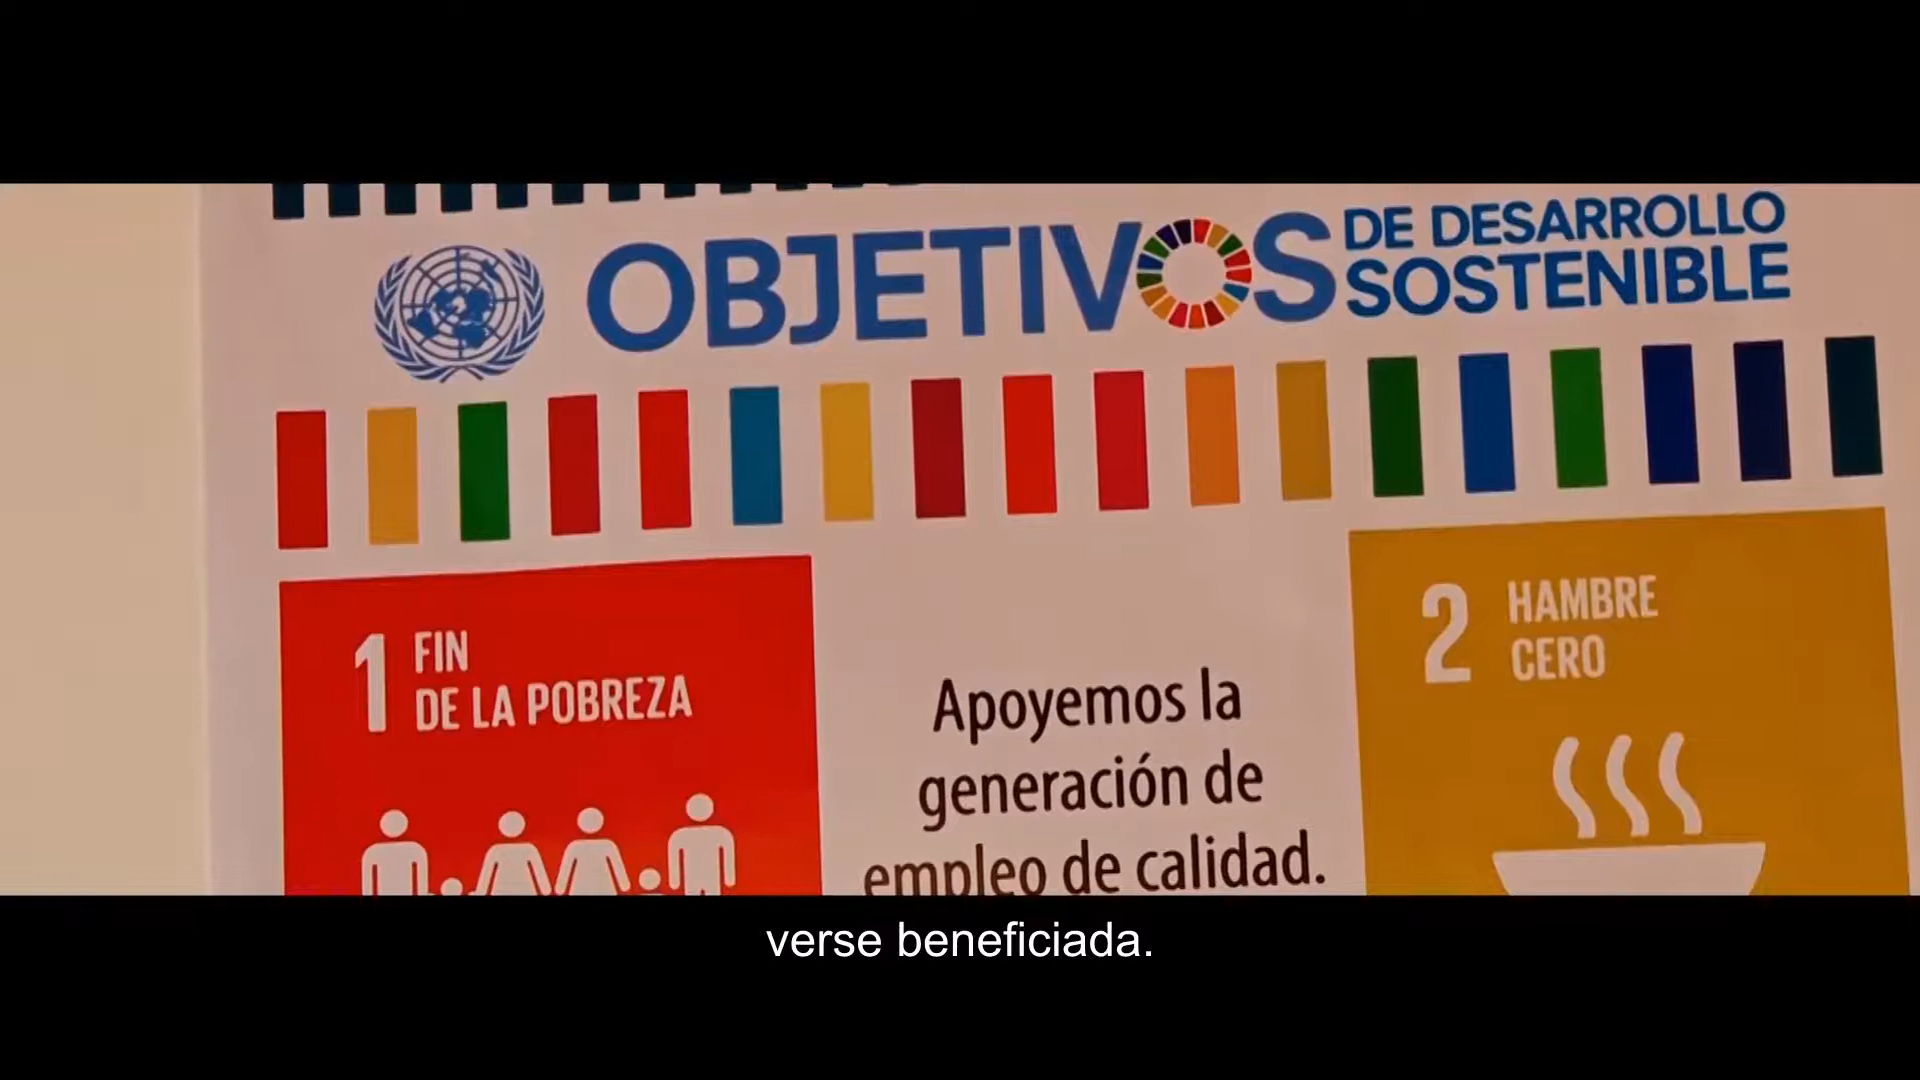 OBJETIVOS DE DESARROLLO
SOSTENIBLE
1 FIN
DE LA POBREZA
Apoyemos la
generación de
empleo de calidad.
2 HAMBRE
CERO
verse beneficiada.